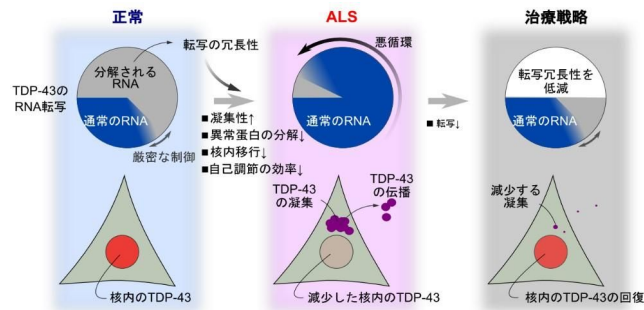 正常
ALS
治療戦略
転写の冗長性
悪循環
分解される
RNA
転写冗長性を
低減
TDP-43の
RNA転写
通常のRNA
通常のRNA
通常のRNA
厳密な制御
■凝集性↑
■異常蛋白の分解↓
■核内移行↓
■自己調節の効率↓
■転写↓
TDP-43
の凝集
TDP-43
の伝播
減少する
凝集
核内のTDP-43
減少した核内のTDP-43
核内のTDP-43の回復